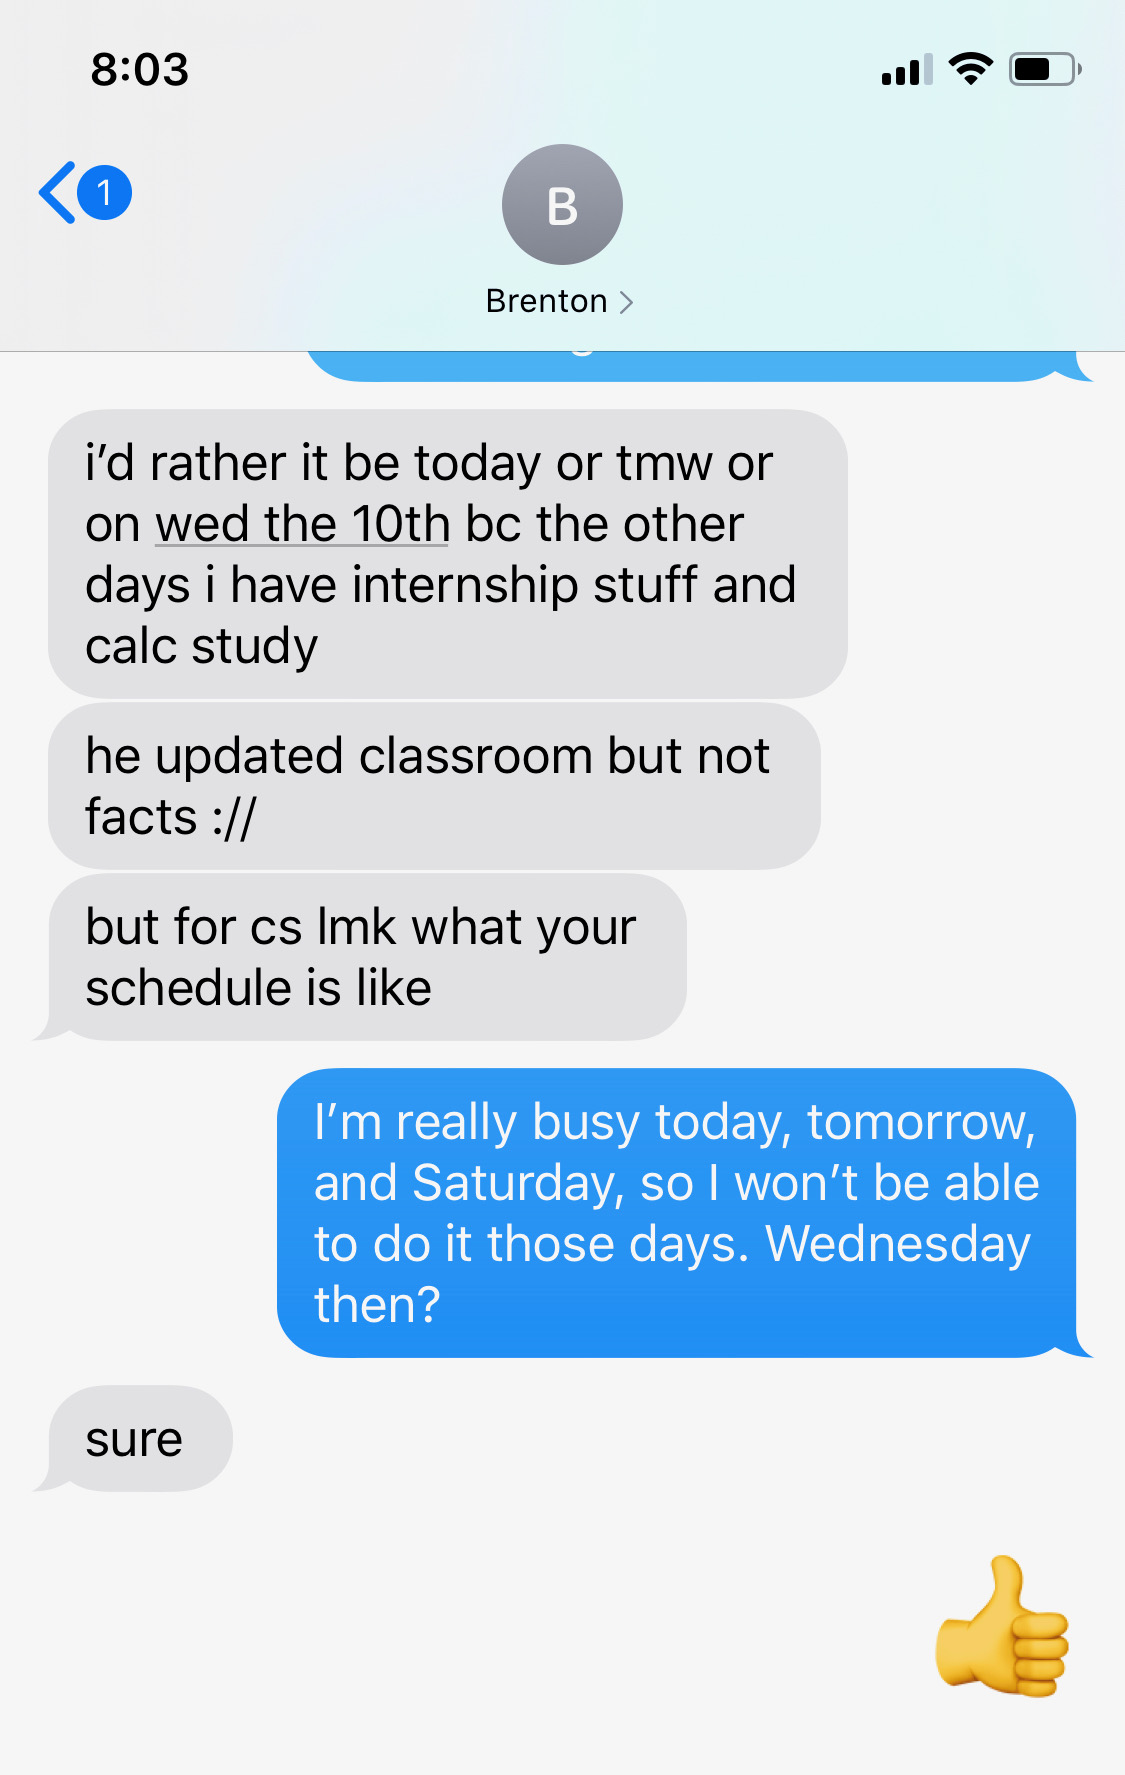 8:03
1
B
Brenton
i’d rather it be today or tmw or
on wed the 10th bc the other
days i have internship stuff and
calc study
he updated classroom but not
facts ://
but for cs lmk what your
schedule is like
I’m really busy today, tomorrow,
and Saturday, so I won’t be able
to do it those days. Wednesday
then?
sure
👍